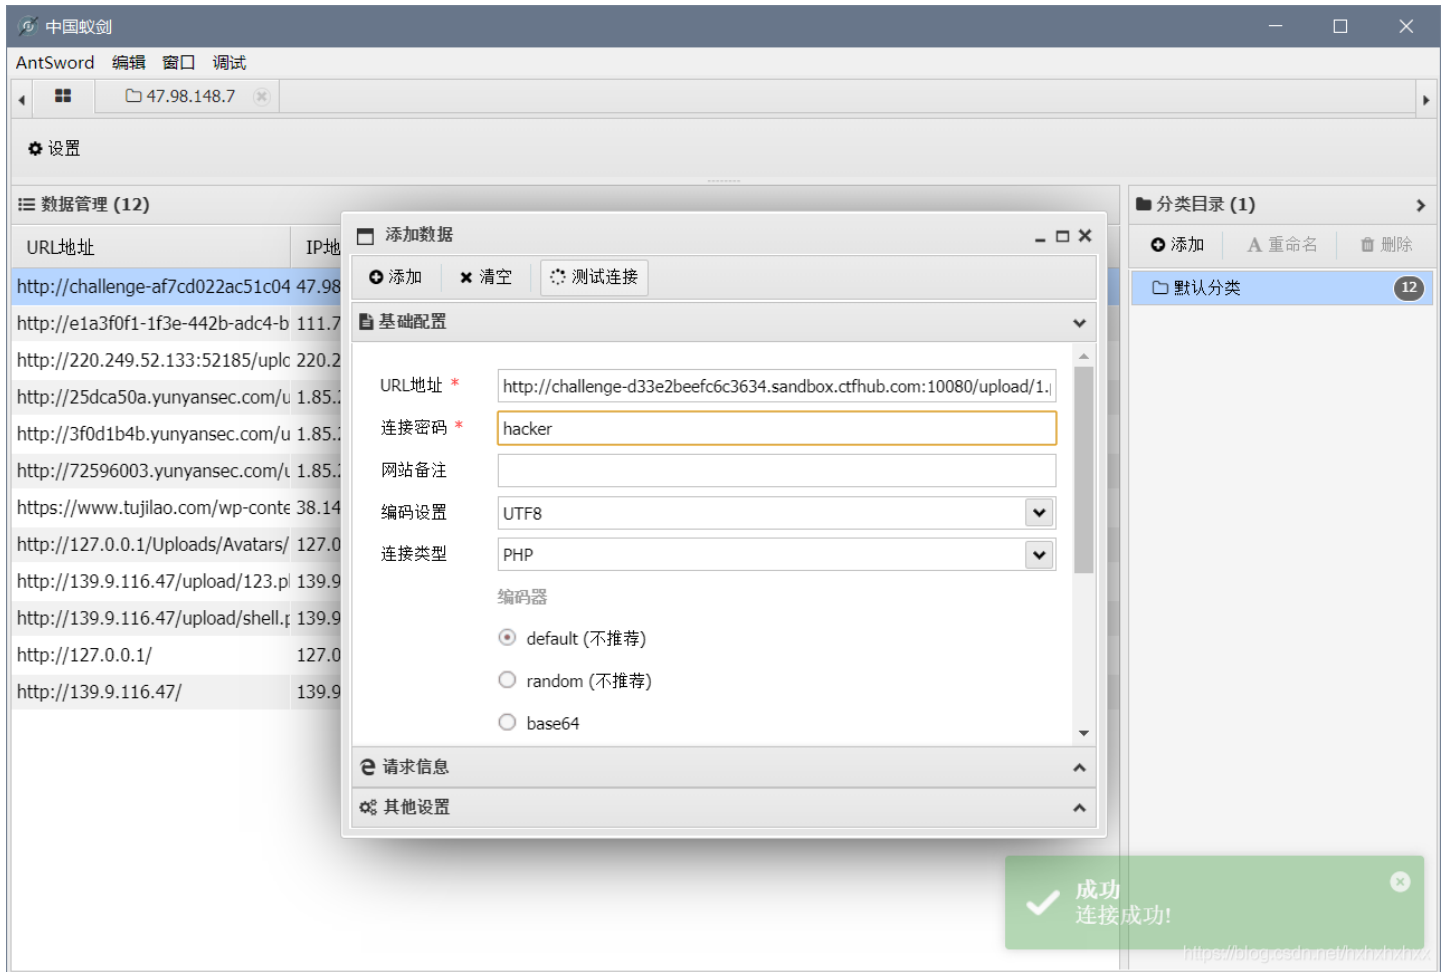 中国蚁剑
AntSword 编辑 窗口 调试
47.98.148.7
设置
数据管理 (12)
URL地址 IP地
http://challenge-af7cd022ac51c04 47.98
http://e1a3f0f1-1f3e-442b-adc4-b 111.7
http://220.249.52.133:52185/uplo 220.2
http://25dca50a.yunyansec.com/u 1.85.2
http://3f0d1b4b.yunyansec.com/u 1.85.2
http://72596003.yunyansec.com/u 1.85.2
https://www.tujilao.com/wp-conte 38.14
http://127.0.0.1/Uploads/Avatars/ 127.0
http://139.9.116.47/upload/123.pl 139.9
http://139.9.116.47/upload/shell.p 139.9
http://127.0.0.1/ 127.0
http://139.9.116.47/ 139.9
添加数据
添加 清空 测试连接
基础配置
URL地址 * http://challenge-d33e2beefc6c3634.sandbox.ctfhub.com:10080/upload/1.p
连接密码 * hacker
网站备注
编码设置 UTF8
连接类型 PHP
编码器
default (不推荐)
random (不推荐)
base64
请求信息
其他设置
分类目录 (1)
添加 重命名 删除
默认分类 12
成功
连接成功!
https://blog.csdn.net/hxhxhxhxx